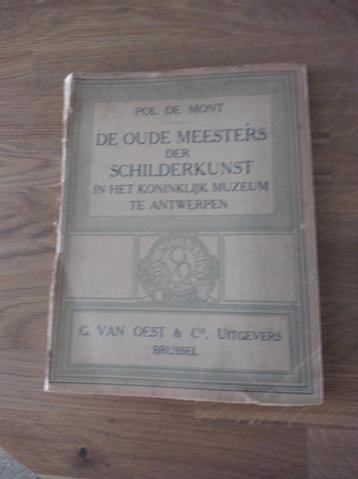 POL DE MONT
DE OUDE MEESTERS
DER
SCHILDERKUNST
IN HET KONINKLIJK MUZEUM
TE ANTWERPEN
G. VAN OEST & Cie. UITGEVERS
BRUSSEL